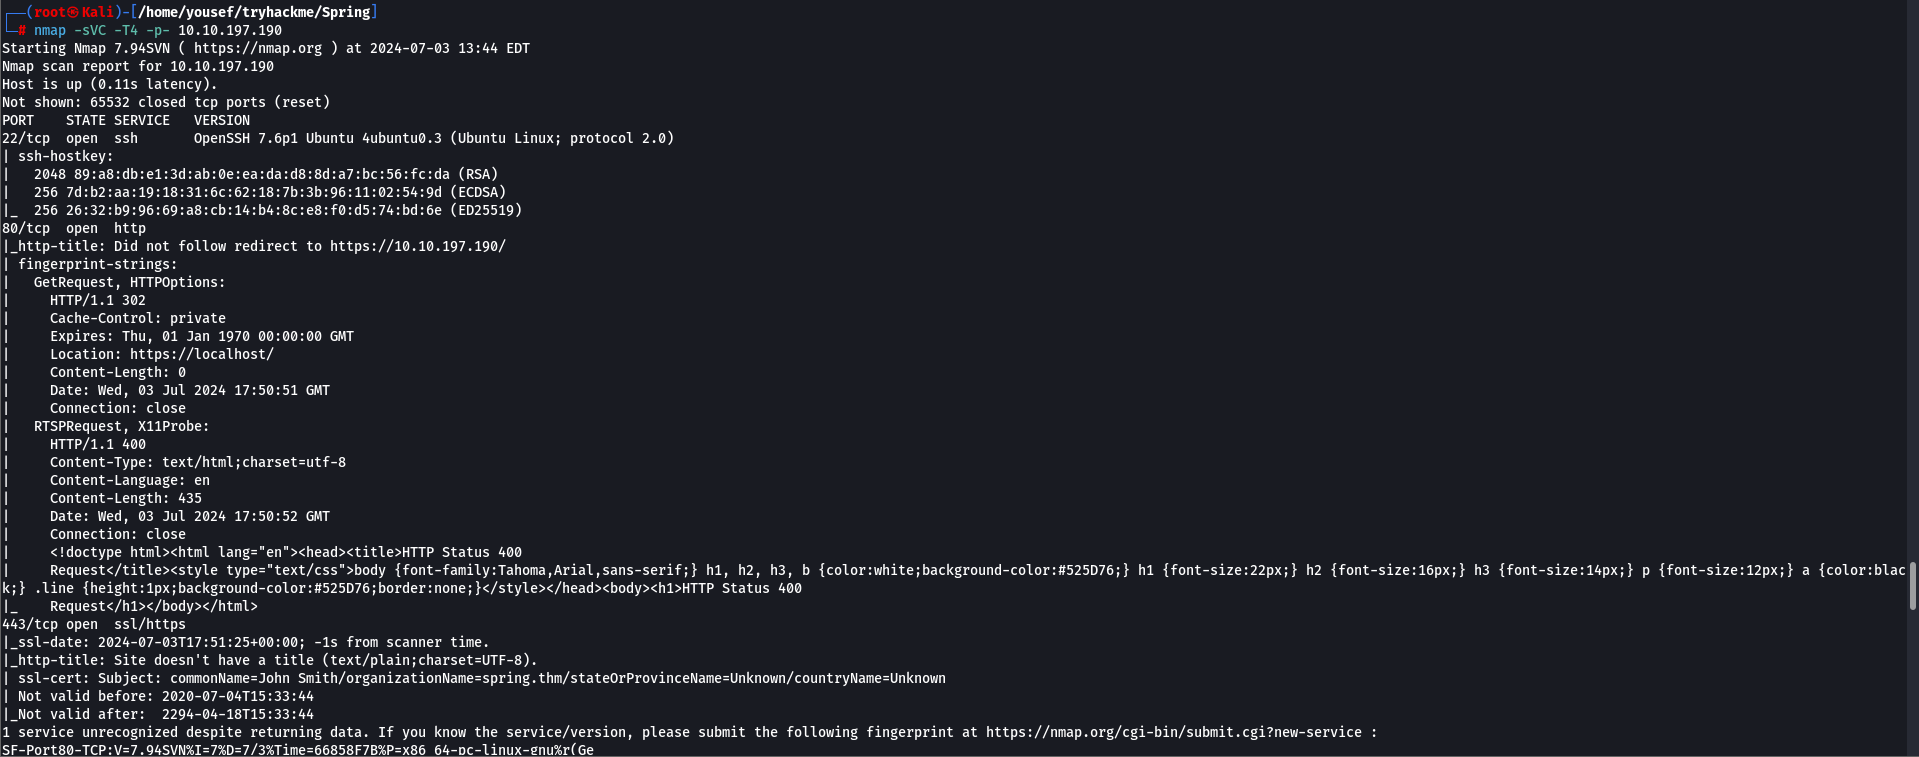 ┌──(root㉿Kali)-[/home/yousef/tryhackme/Spring]
└─# nmap -sVC -T4 -p- 10.10.197.190
Starting Nmap 7.94SVN ( https://nmap.org ) at 2024-07-03 13:44 EDT
Nmap scan report for 10.10.197.190
Host is up (0.11s latency).
Not shown: 65532 closed tcp ports (reset)
PORT    STATE SERVICE   VERSION
22/tcp  open  ssh       OpenSSH 7.6p1 Ubuntu 4ubuntu0.3 (Ubuntu Linux; protocol 2.0)
| ssh-hostkey:
|   2048 89:a8:db:e1:3d:ab:0e:ea:da:d8:8d:a7:bc:56:fc:da (RSA)
|   256 7d:b2:aa:19:18:31:6c:62:18:7b:3b:96:11:02:54:9d (ECDSA)
|_  256 26:32:b9:96:69:a8:cb:14:b4:8c:e8:f0:d5:74:bd:6e (ED25519)
80/tcp  open  http
|_http-title: Did not follow redirect to https://10.10.197.190/
| fingerprint-strings:
|   GetRequest, HTTPOptions:
|     HTTP/1.1 302
|     Cache-Control: private
|     Expires: Thu, 01 Jan 1970 00:00:00 GMT
|     Location: https://localhost/
|     Content-Length: 0
|     Date: Wed, 03 Jul 2024 17:50:51 GMT
|     Connection: close
|   RTSPRequest, X11Probe:
|     HTTP/1.1 400
|     Content-Type: text/html;charset=utf-8
|     Content-Language: en
|     Content-Length: 435
|     Date: Wed, 03 Jul 2024 17:50:52 GMT
|     Connection: close
|     <!doctype html><html lang="en"><head><title>HTTP Status 400
|     Request</title><style type="text/css">body {font-family:Tahoma,Arial,sans-serif;} h1, h2, h3, b {color:white;background-color:#525D76;} h1 {font-size:22px;} h2 {font-size:16px;} h3 {font-size:14px;} p {font-size:12px;} a {color:blac
k;} .line {height:1px;background-color:#525D76;border:none;}</style></head><body><h1>HTTP Status 400
|_    Request</h1></body></html>
443/tcp open  ssl/https
|_ssl-date: 2024-07-03T17:51:25+00:00; -1s from scanner time.
|_http-title: Site doesn't have a title (text/plain;charset=UTF-8).
| ssl-cert: Subject: commonName=John Smith/organizationName=spring.thm/stateOrProvinceName=Unknown/countryName=Unknown
| Not valid before: 2020-07-04T15:33:44
|_Not valid after:  2294-04-18T15:33:44
1 service unrecognized despite returning data. If you know the service/version, please submit the following fingerprint at https://nmap.org/cgi-bin/submit.cgi?new-service :
SF-Port80-TCP:V=7.94SVN%I=7%D=7/3%Time=66858F7B%P=x86_64-pc-linux-gnu%r(Ge